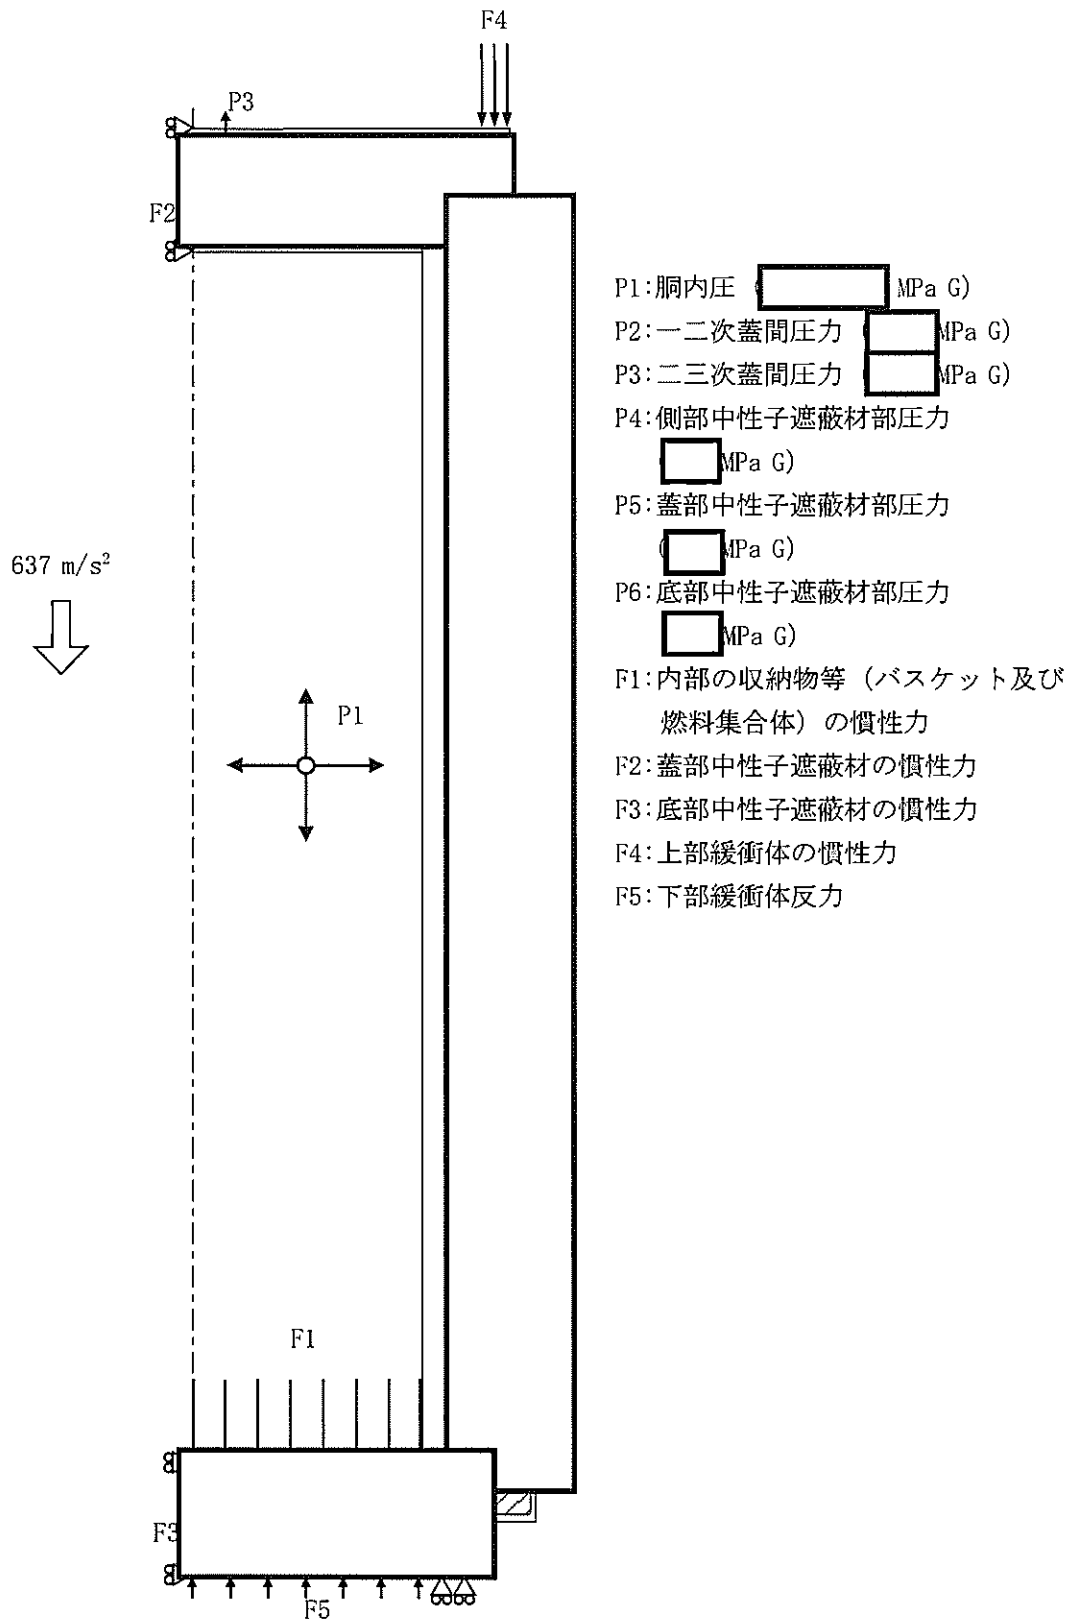 F4
P3
F2
P1:胴内圧 ( MPa G)
P2:一二次蓋間圧力 ( MPa G)
P3:二三次蓋間圧力 MPa G)
P4:側部中性子遮蔽材部圧力
( MPa G)
P5:蓋部中性子遮蔽材部圧力
( MPa G)
P6:底部中性子遮蔽材部圧力
MPa G)
F1:内部の収納物等(バスケット及び
燃料集合体)の慣性力
F2:蓋部中性子遮蔽材の慣性力
F3:底部中性子遮蔽材の慣性力
F4:上部緩衝体の慣性力
F5:下部緩衝体反力
637 m/s²
P1
F1
F3
F5